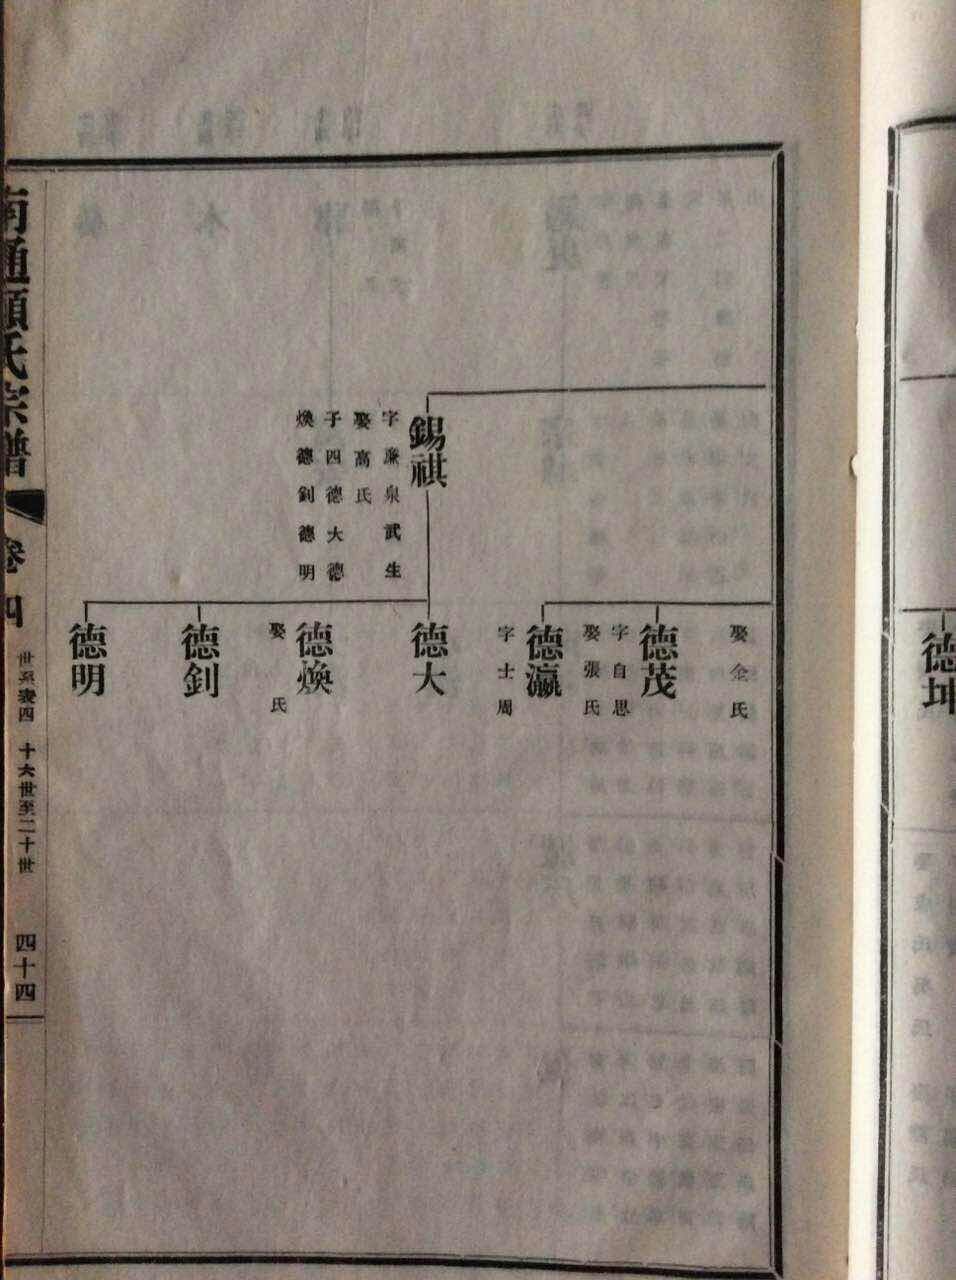 錫祺
字廉泉武生
娶高氏
子四德大德
煥德釗德明
娶金氏
德茂
字自思
娶張氏
德瀛
字士周
德大
德煥
娶 氏
德釗
德明
南通顧氏宗譜
卷四
世系表四 十六世至二十世
四十四
德坤